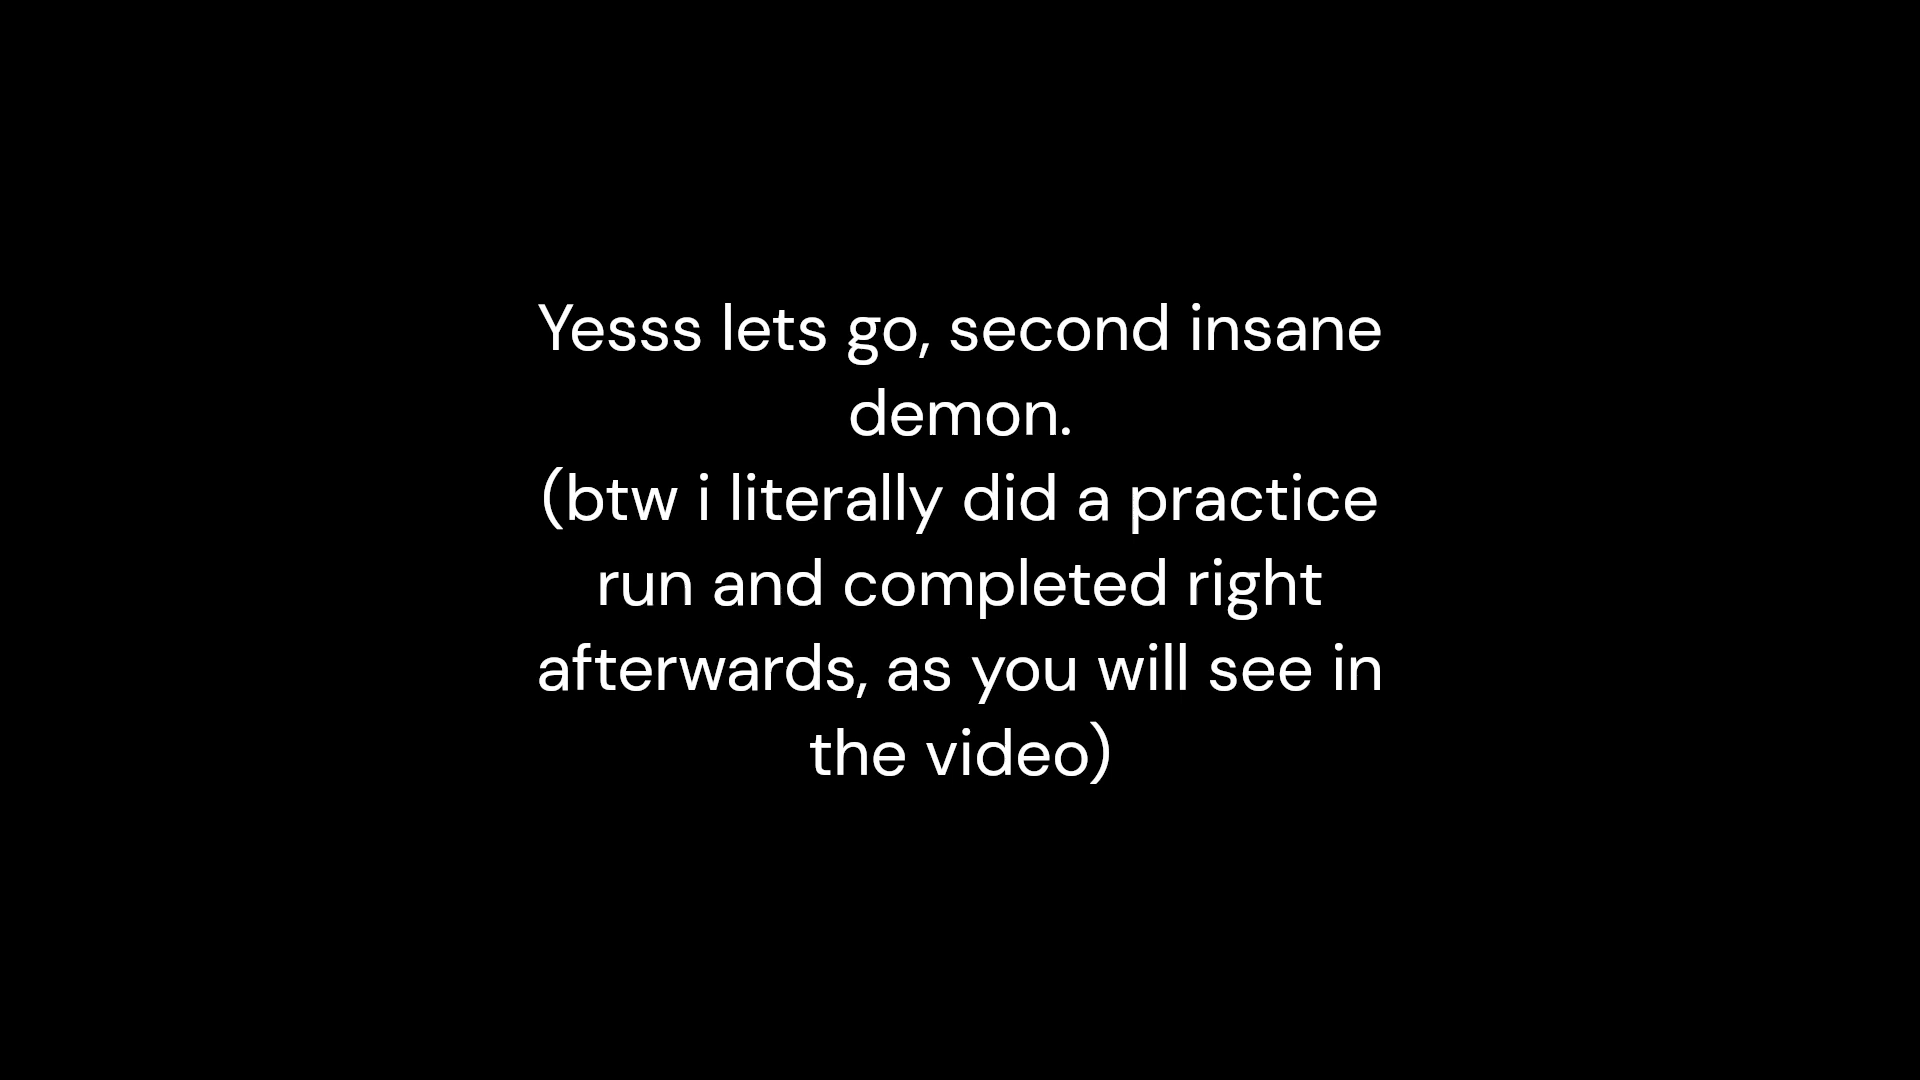 Yesss lets go, second insane
demon.
(btw i literally did a practice
run and completed right
afterwards, as you will see in
the video)